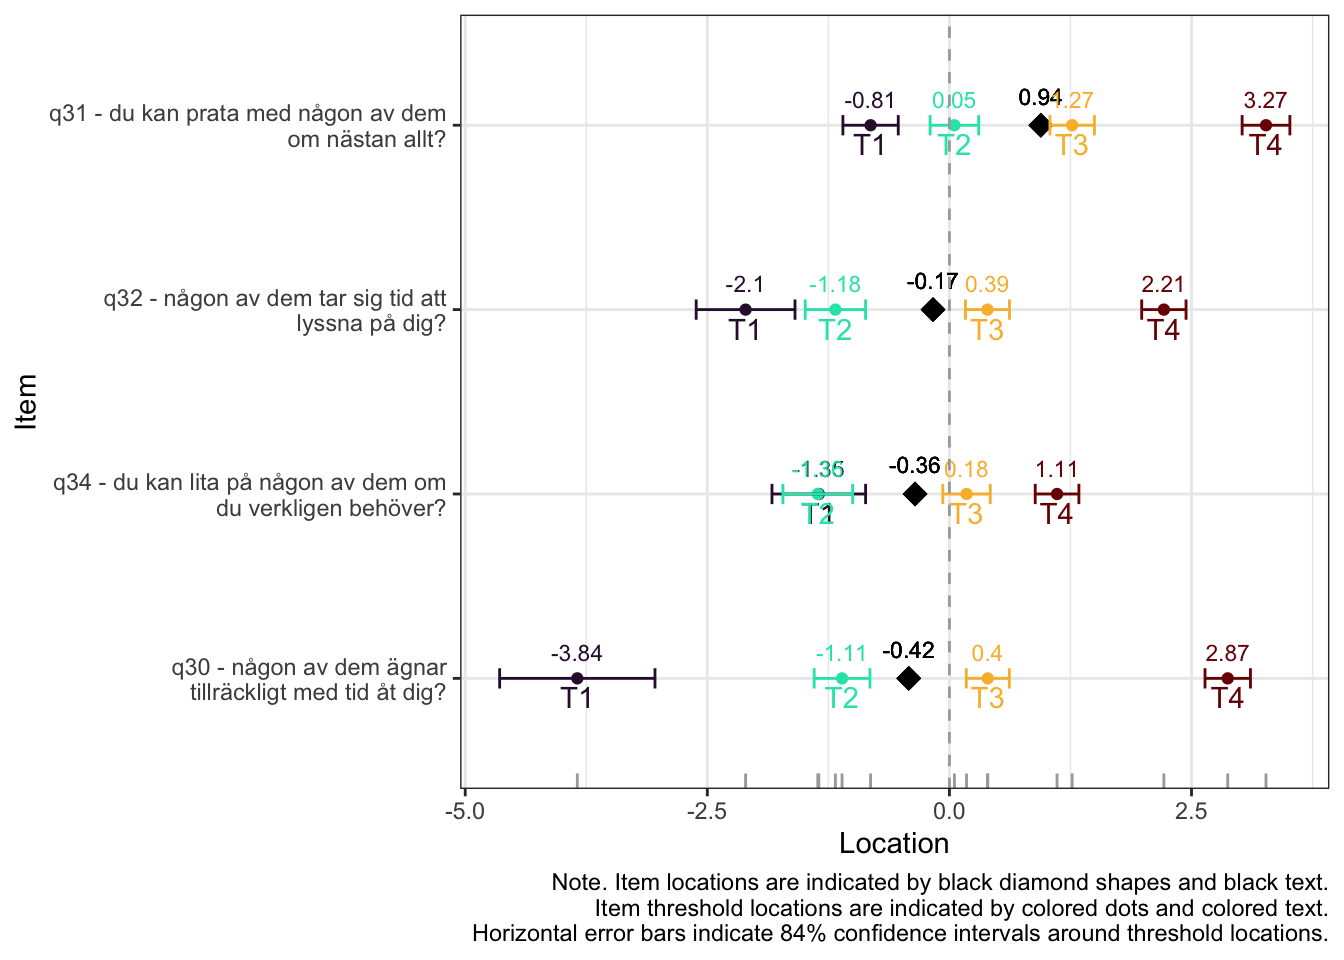 -0.81 0.05 0.94 1.27 3.27
q31 - du kan prata med någon av dem
om nästan allt?
T1 T2 T3 T4
-2.1 -1.18 -0.17 0.39 2.21
q32 - någon av dem tar sig tid att
lyssna på dig?
T1 T2 T3 T4
Item
-1.36 -0.36 0.18 1.11
q34 - du kan lita på någon av dem om
du verkligen behöver?
T1 T2 T3 T4
-3.84 -1.11 -0.42 0.4 2.87
q30 - någon av dem ägnar
tillräckligt med tid åt dig?
T1 T2 T3 T4
-5.0 -2.5 0.0 2.5
Location
Note. Item locations are indicated by black diamond shapes and black text.
Item threshold locations are indicated by colored dots and colored text.
Horizontal error bars indicate 84% confidence intervals around threshold locations.